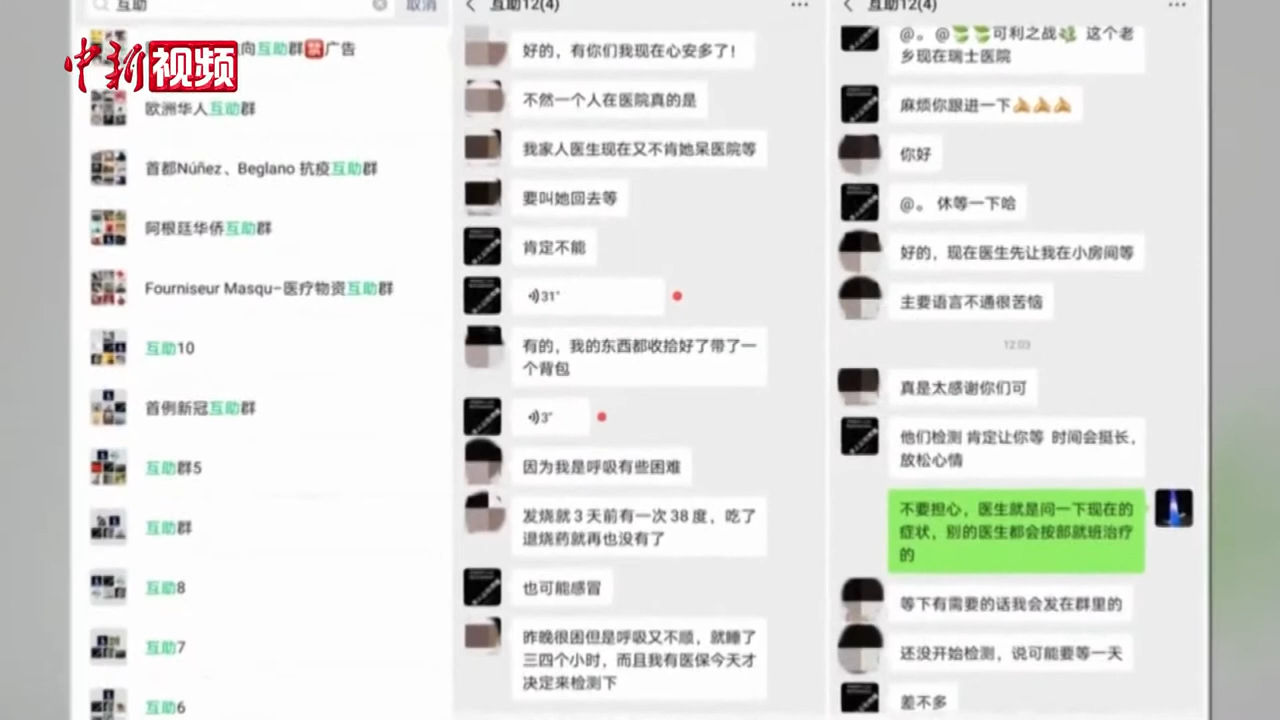 中新视频
互助
取消
向互助群禁广告
欧洲华人互助群
首都Núñez、Beglano 抗疫互助群
阿根廷华侨互助群
Fourniseur Masqu-医疗物资互助群
互助10
首例新冠互助群
互助群5
互助群
互助8
互助7
互助6
互助12(4)
好的，有你们我现在心安多了！
不然一个人在医院真的是
我家人医生现在又不肯她呆医院等
要叫她回去等
肯定不能
31"
有的，我的东西都收拾好了带了一
个背包
3"
因为我是呼吸有些困难
发烧就3天前有一次38度，吃了
退烧药就再也没有了
也可能感冒
昨晚很困但是呼吸又不顺，就睡了
三四个小时，而且我有医保今天才
决定来检测下
互助12(4)
@。@可利之战 这个老
乡现在瑞士医院
麻烦你跟进一下
你好
@。 休等一下哈
好的，现在医生先让我在小房间等
主要语言不通很苦恼
12:03
真是太感谢你们可
他们检测 肯定让你等 时间会挺长，
放松心情
不要担心，医生就是问一下现在的
症状，别的医生都会按部就班治疗
的
等下有需要的话我会发在群里的
还没开始检测，说可能要等一天
差不多